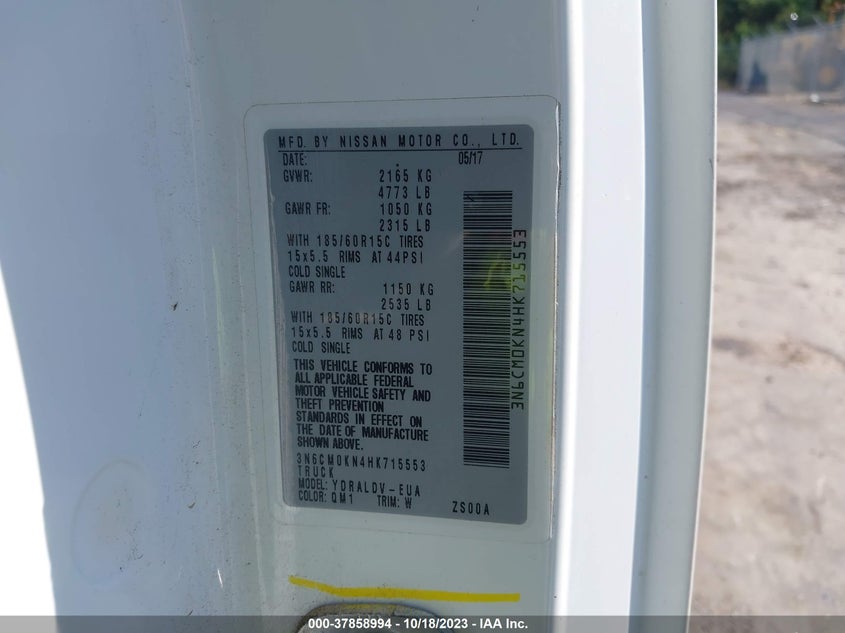 MFD. BY NISSAN MOTOR CO., LTD.
DATE: 05/17
GVWR: 2165 KG
4773 LB
GAWR FR: 1050 KG
2315 LB
WITH 185/60R15C TIRES
15x5.5 RIMS AT 44PSI
COLD SINGLE
GAWR RR: 1150 KG
2535 LB
WITH 185/60R15C TIRES
15x5.5 RIMS AT 48 PSI
COLD SINGLE
THIS VEHICLE CONFORMS TO
ALL APPLICABLE FEDERAL
MOTOR VEHICLE SAFETY AND
THEFT PREVENTION
STANDARDS IN EFFECT ON
THE DATE OF MANUFACTURE
SHOWN ABOVE.
3N6CM0KN4HK715553
TRUCK
MODEL: YDRALDV-EUA
COLOR: QM1 TRIM: W ZS00A
3N6CM0KN4HK715553
000-37858994 - 10/18/2023 - IAA Inc.